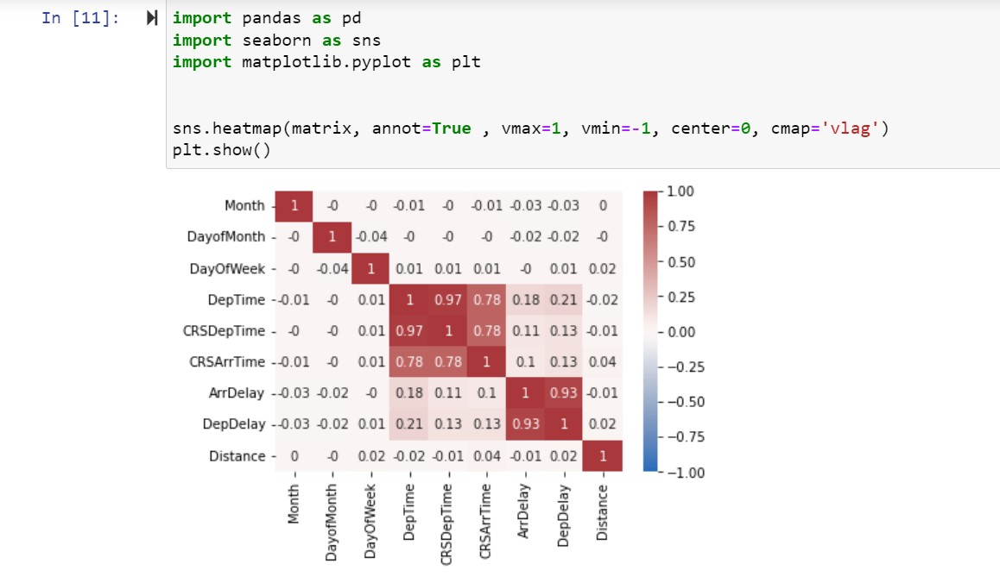 In [11]:
import pandas as pd
import seaborn as sns
import matplotlib.pyplot as plt
sns.heatmap(matrix, annot=True , vmax=1, vmin=-1, center=0, cmap='vlag')
plt.show()
Month 1 -0 -0 -0.01 -0 -0.01 -0.03 -0.03 0
DayofMonth -0 1 -0.04 -0 -0 -0 -0.02 -0.02 -0
DayOfWeek -0 -0.04 1 0.01 0.01 0.01 -0 0.01 0.02
DepTime -0.01 -0 0.01 1 0.97 0.78 0.18 0.21 -0.02
CRSDepTime -0 -0 0.01 0.97 1 0.78 0.11 0.13 -0.01
CRSArrTime -0.01 -0 0.01 0.78 0.78 1 0.1 0.13 0.04
ArrDelay -0.03 -0.02 -0 0.18 0.11 0.1 1 0.93 -0.01
DepDelay -0.03 -0.02 0.01 0.21 0.13 0.13 0.93 1 0.02
Distance 0 -0 0.02 -0.02 -0.01 0.04 -0.01 0.02 1
Month
DayofMonth
DayOfWeek
DepTime
CRSDepTime
CRSArrTime
ArrDelay
DepDelay
Distance
1.00
0.75
0.50
0.25
0.00
−0.25
−0.50
−0.75
−1.00